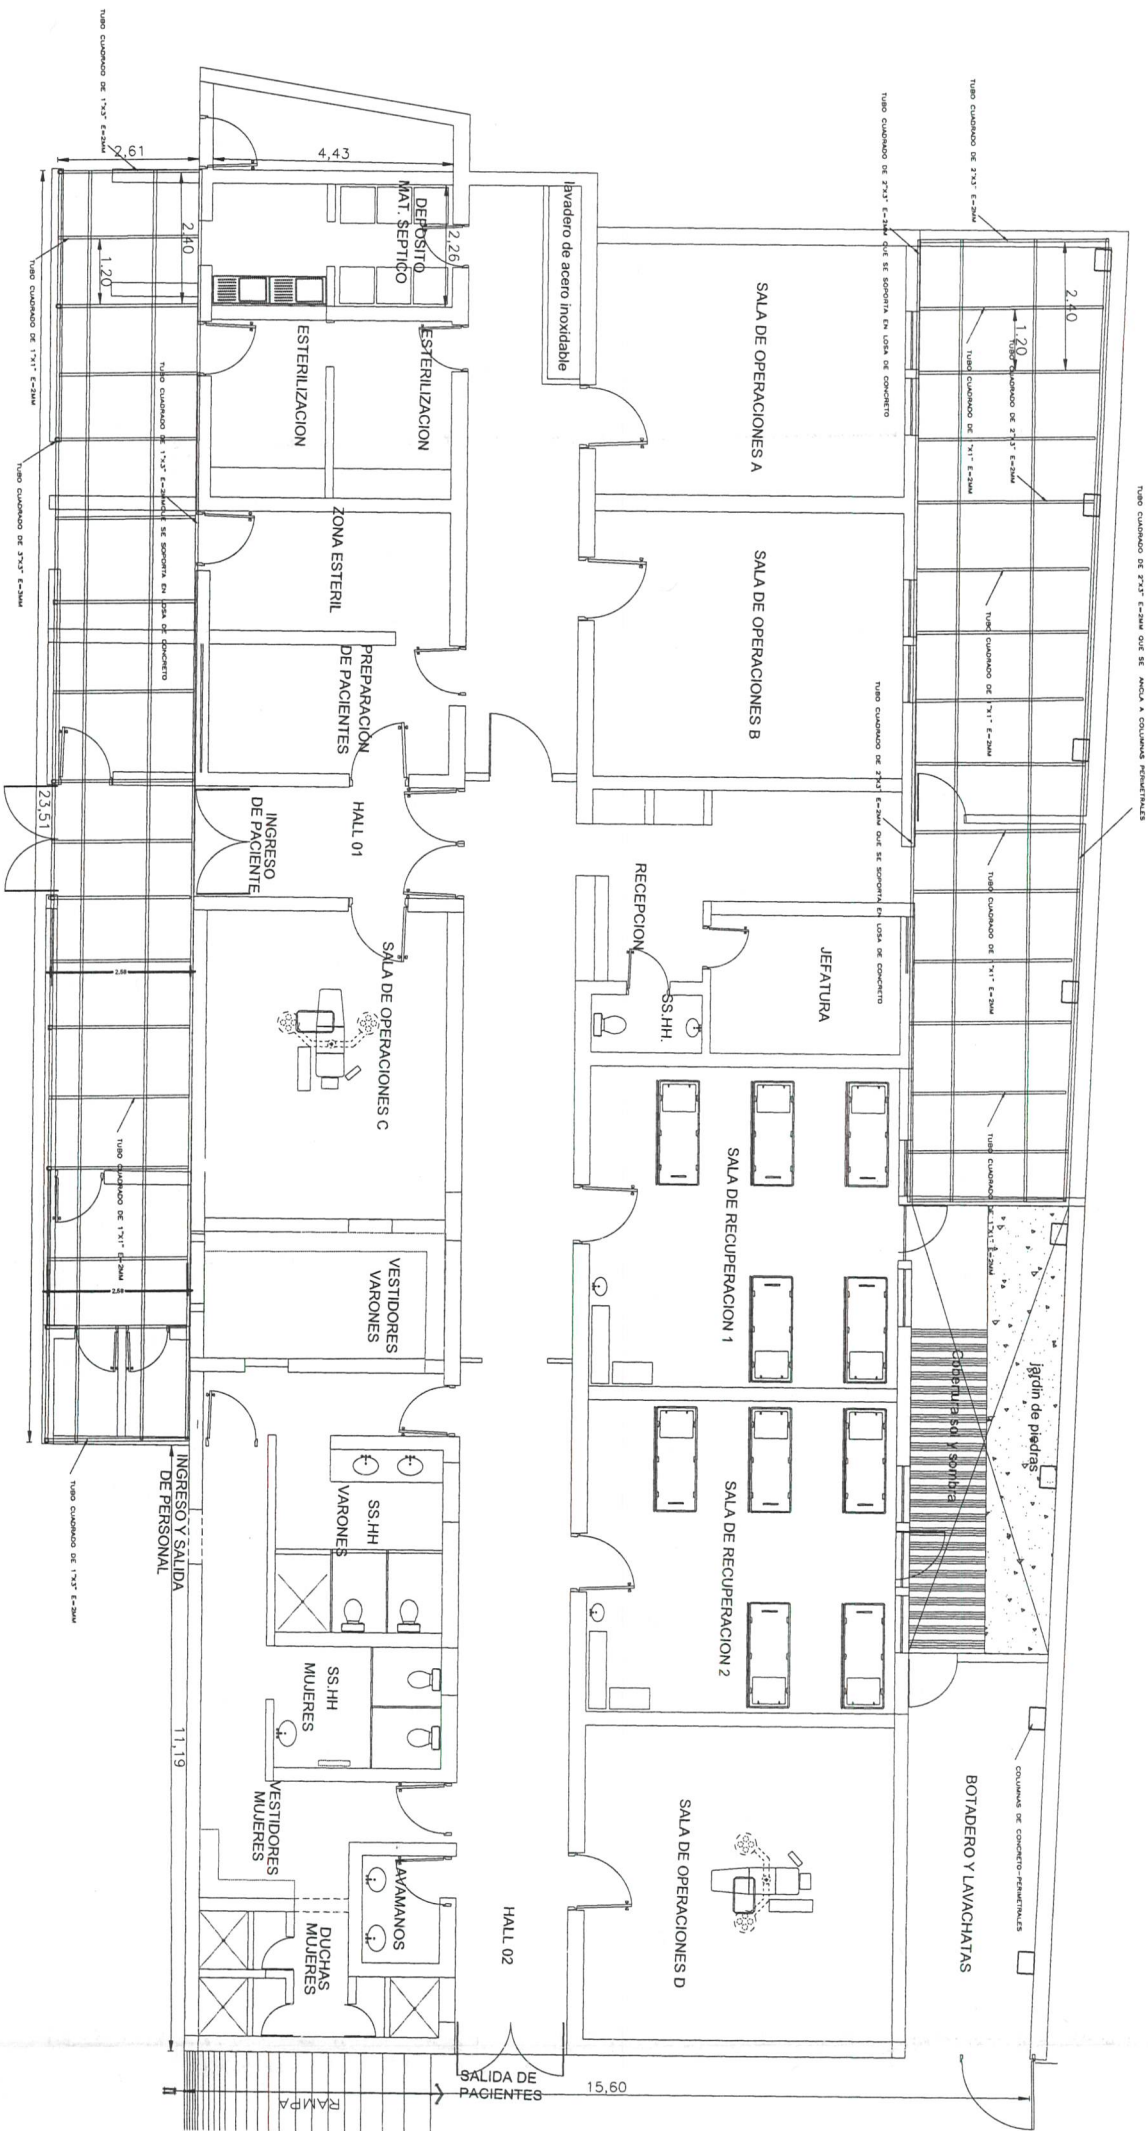 TUBO CUADRADO DE 1"X3" E=2MM
2,61
4,43
2.40
1.20
2,26
DEPOSITO
MAT. SEPTICO
lavadero de acero inoxidable
TUBO CUADRADO DE 1"X1" E=2MM
TUBO CUADRADO DE 3"X3" E=3MM
TUBO CUADRADO DE 1"X3" E=2MMQUE SE SOPORTA EN LOSA DE CONCRETO
ESTERILIZACION
ESTERILIZACION
ZONA ESTERIL
PREPARACIÓN
DE PACIENTES
HALL 01
INGRESO
DE PACIENTE
23,51
SALA DE OPERACIONES A
SALA DE OPERACIONES B
TUBO CUADRADO DE 2"X3" E=2MM
TUBO CUADRADO DE 2"X3" E=2MM QUE SE SOPORTA EN LOSA DE CONCRETO
2.40
1.20
TUBO CUADRADO DE 2"X3" E=2MM
TUBO CUADRADO DE 1"X1" E=2MM
TUBO CUADRADO DE 2"X3" E=2MM QUE SE ANCLA A COLUMNAS PERIMETRALES
TUBO CUADRADO DE 1"X1" E=2MM
TUBO CUADRADO DE 2"X3" E=2MM QUE SE SOPORTA EN LOSA DE CONCRETO
TUBO CUADRADO DE 1"X1" E=2MM
TUBO CUADRADO DE 1"X1" E=2MM
RECEPCION
JEFATURA
SS.HH.
SALA DE OPERACIONES C
2.58
TUBO CUADRADO DE 1"X1" E=2MM
2.58
SALA DE RECUPERACION 1
VESTIDORES
VARONES
Cobertura sol y sombra
jardin de piedras
TUBO CUADRADO DE 1"X3" E=2MM
INGRESO Y SALIDA
DE PERSONAL
SS.HH
VARONES
SALA DE RECUPERACION 2
SS.HH
MUJERES
11,19
VESTIDORES
MUJERES
LAVAMANOS
DUCHAS
MUJERES
HALL 02
SALA DE OPERACIONES D
BOTADERO Y LAVACHATAS
COLUMNAS DE CONCRETO-PERIMETRALES
SALIDA DE
PACIENTES
15,60
RAMPA